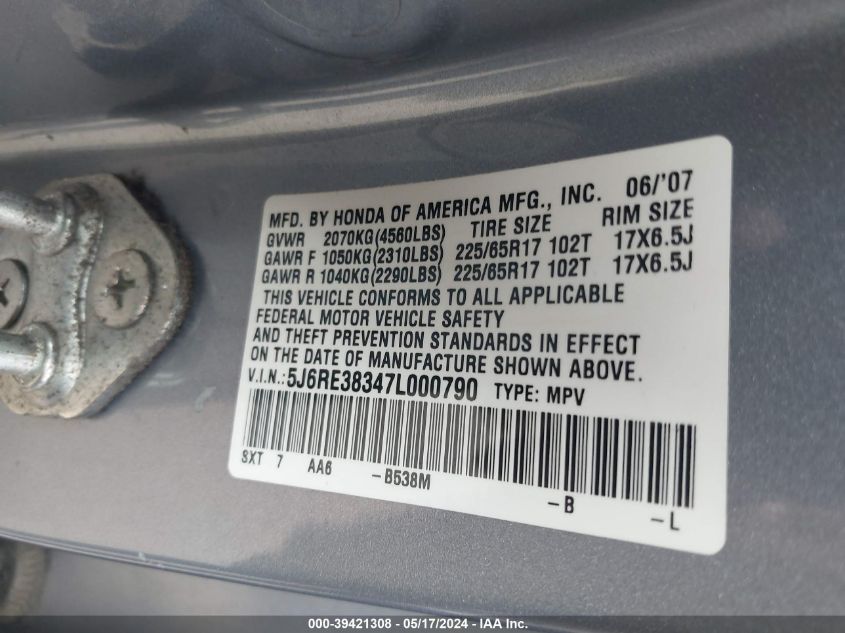 MFD. BY HONDA OF AMERICA MFG., INC. 06/'07
GVWR 2070KG(4560LBS) TIRE SIZE RIM SIZE
GAWR F 1050KG(2310LBS) 225/65R17 102T 17X6.5J
GAWR R 1040KG(2290LBS) 225/65R17 102T 17X6.5J
THIS VEHICLE CONFORMS TO ALL APPLICABLE
FEDERAL MOTOR VEHICLE SAFETY
AND THEFT PREVENTION STANDARDS IN EFFECT
ON THE DATE OF MANUFACTURE SHOWN ABOVE.
V.I.N.:5J6RE38347L000790 TYPE: MPV
SXT 7 AA6 -B538M -B -L
000-39421308 - 05/17/2024 - IAA Inc.